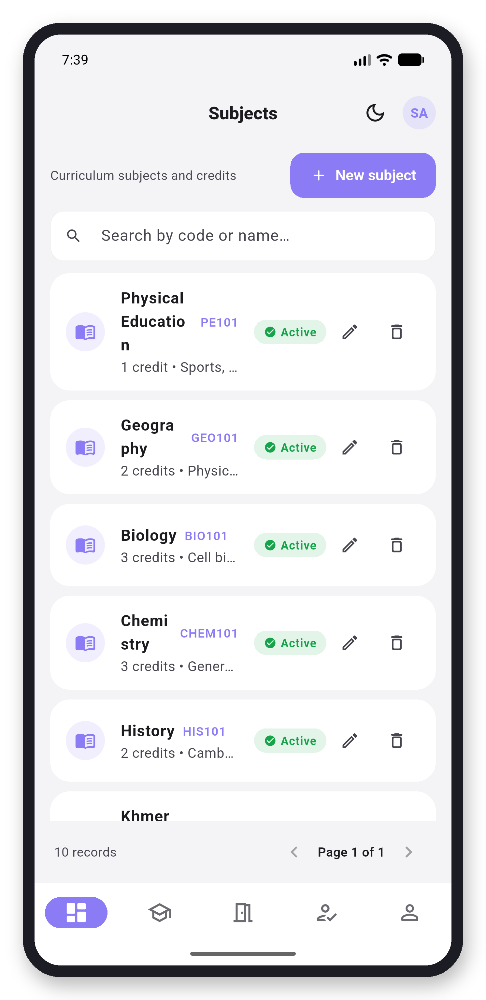 7:39
Subjects
SA
Curriculum subjects and credits
+ New subject
Search by code or name...
Physical
Educatio
n
PE101
1 credit • Sports, ...
Active
Geogra
phy
GEO101
2 credits • Physic...
Active
Biology BIO101
3 credits • Cell bi...
Active
Chemi
stry
CHEM101
3 credits • Gener...
Active
History HIS101
2 credits • Camb...
Active
Khmer
10 records
Page 1 of 1